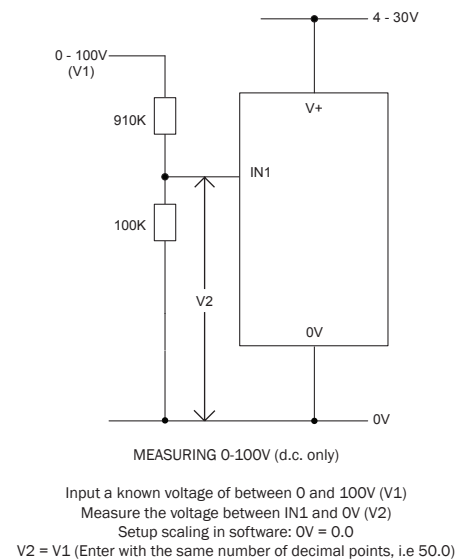 4 - 30V
0 - 100V
(V1)
V+
910K
IN1
100K
V2
0V
0V
MEASURING 0-100V (d.c. only)
Input a known voltage of between 0 and 100V (V1)
Measure the voltage between IN1 and 0V (V2)
Setup scaling in software: 0V = 0.0
V2 = V1 (Enter with the same number of decimal points, i.e 50.0)